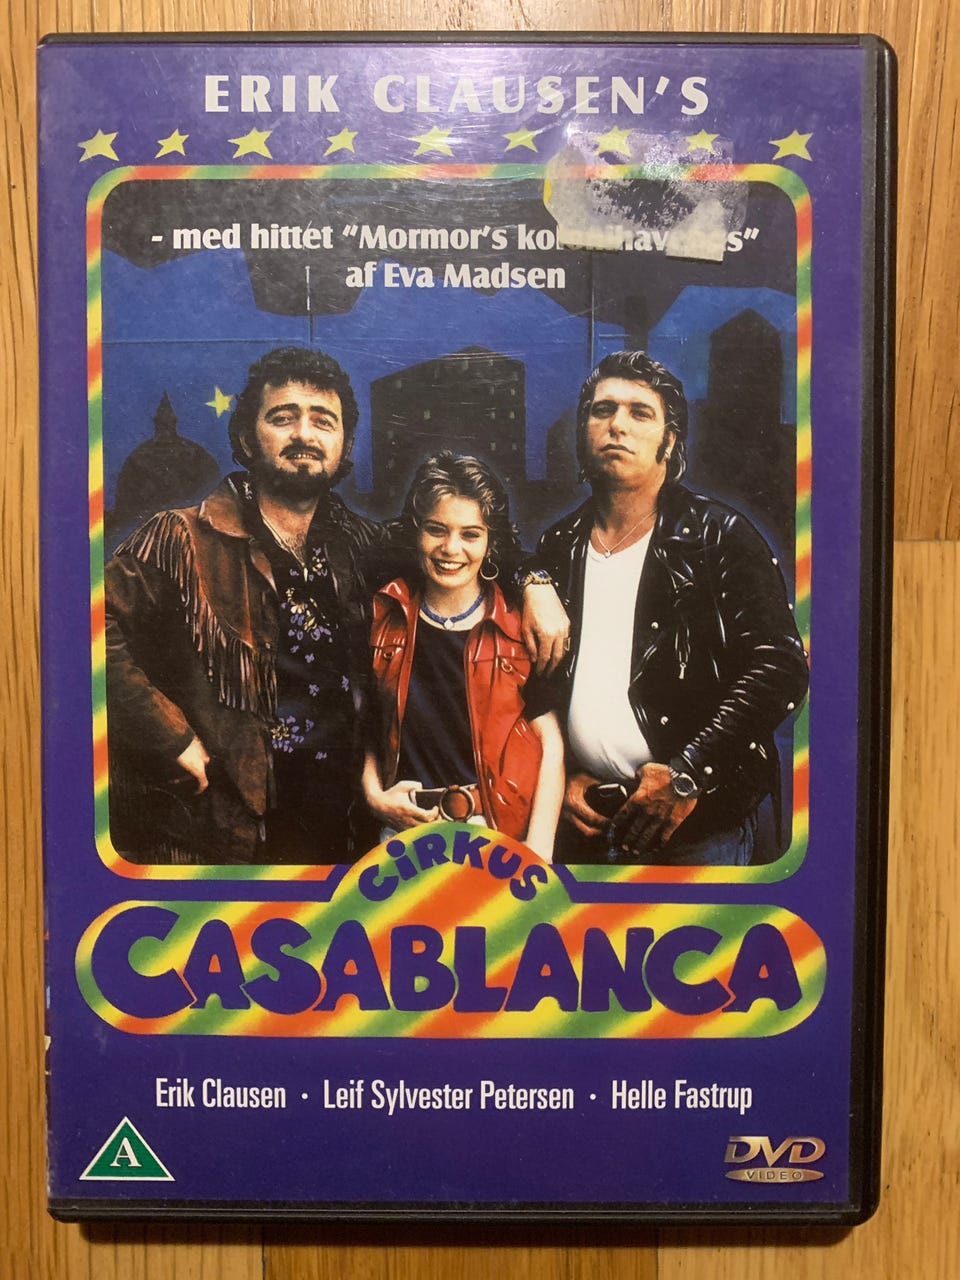 ERIK CLAUSEN'S
- med hittet "Mormor's
af Eva Madsen
CIRKUS
CASABLANCA
Erik Clausen · Leif Sylvester Petersen · Helle Fastrup
A
DVD
VIDEO